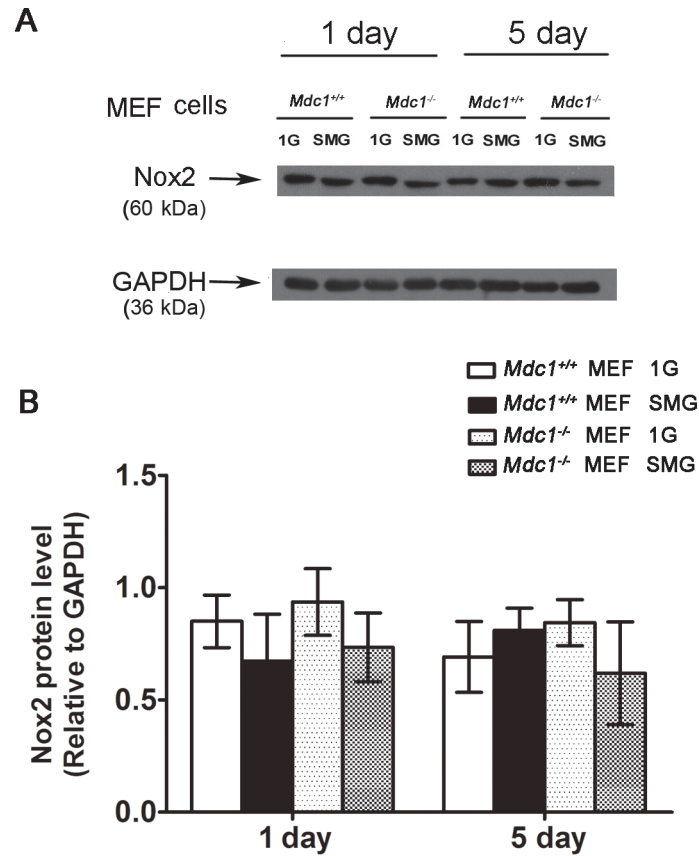 A
1 day 5 day
MEF cells
Mdc1+/+ Mdc1-/- Mdc1+/+ Mdc1-/-
1G SMG 1G SMG 1G SMG 1G SMG
Nox2
(60 kDa)
GAPDH
(36 kDa)
B
Mdc1+/+ MEF 1G
Mdc1+/+ MEF SMG
Mdc1-/- MEF 1G
Mdc1-/- MEF SMG
Nox2 protein level
(Relative to GAPDH)
1.5
1.0
0.5
0.0
1 day 5 day